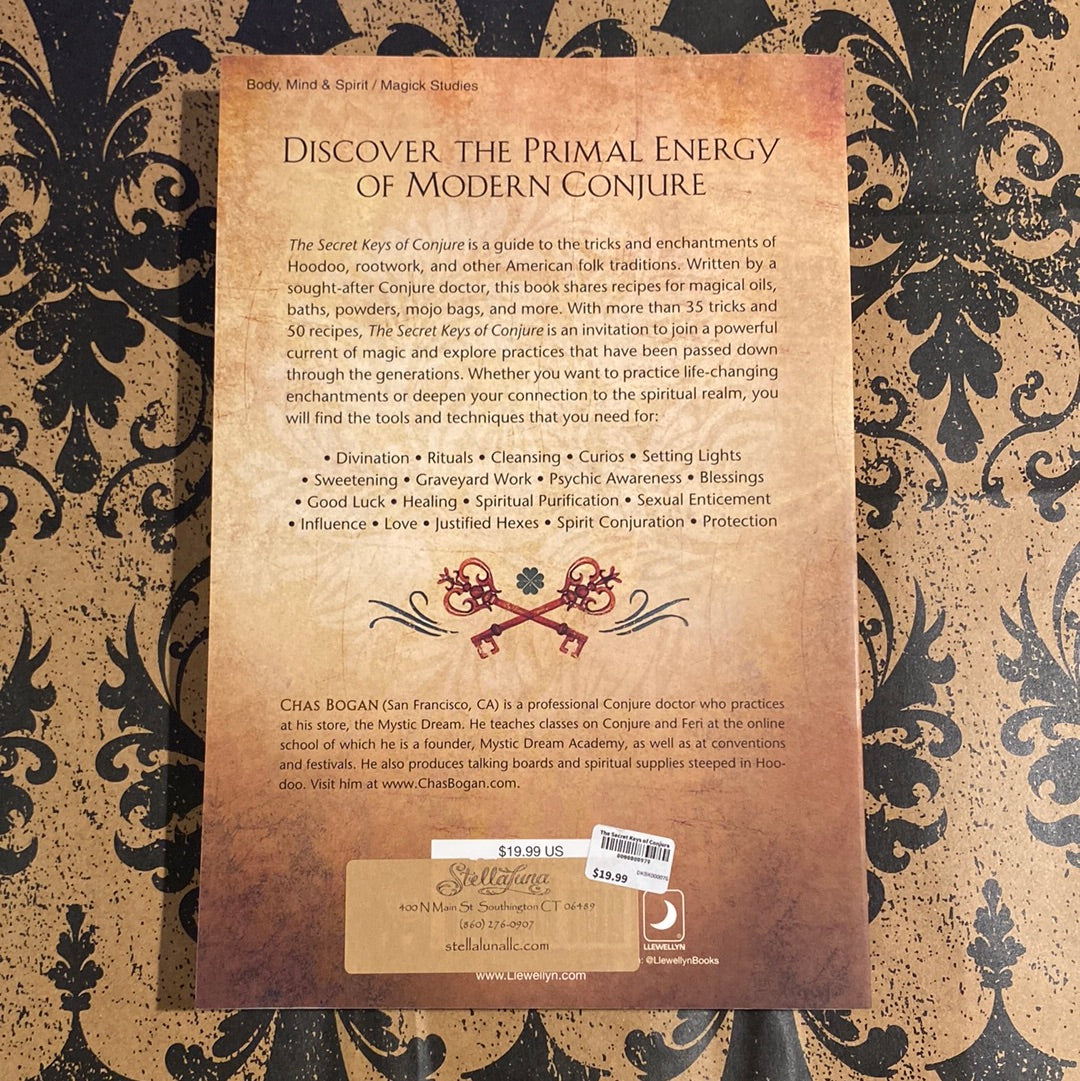 Body, Mind & Spirit / Magick Studies
DISCOVER THE PRIMAL ENERGY
OF MODERN CONJURE
The Secret Keys of Conjure is a guide to the tricks and enchantments of
Hoodoo, rootwork, and other American folk traditions. Written by a
sought-after Conjure doctor, this book shares recipes for magical oils,
baths, powders, mojo bags, and more. With more than 35 tricks and
50 recipes, The Secret Keys of Conjure is an invitation to join a powerful
current of magic and explore practices that have been passed down
through the generations. Whether you want to practice life-changing
enchantments or deepen your connection to the spiritual realm, you
will find the tools and techniques that you need for:
• Divination • Rituals • Cleansing • Curios • Setting Lights
• Sweetening • Graveyard Work • Psychic Awareness • Blessings
• Good Luck • Healing • Spiritual Purification • Sexual Enticement
• Influence • Love • Justified Hexes • Spirit Conjuration • Protection
CHAS BOGAN (San Francisco, CA) is a professional Conjure doctor who practices
at his store, the Mystic Dream. He teaches classes on Conjure and Feri at the online
school of which he is a founder, Mystic Dream Academy, as well as at conventions
and festivals. He also produces talking boards and spiritual supplies steeped in Hoo-
doo. Visit him at www.ChasBogan.com.
$19.99 US
The Secret Keys of Conjure
0000000979
$19.99
StellaLuna
400 N Main St Southington CT 06489
(860) 276-0907
stellalunallc.com
LLEWELLYN
: @LlewellynBooks
www.Llewellyn.com